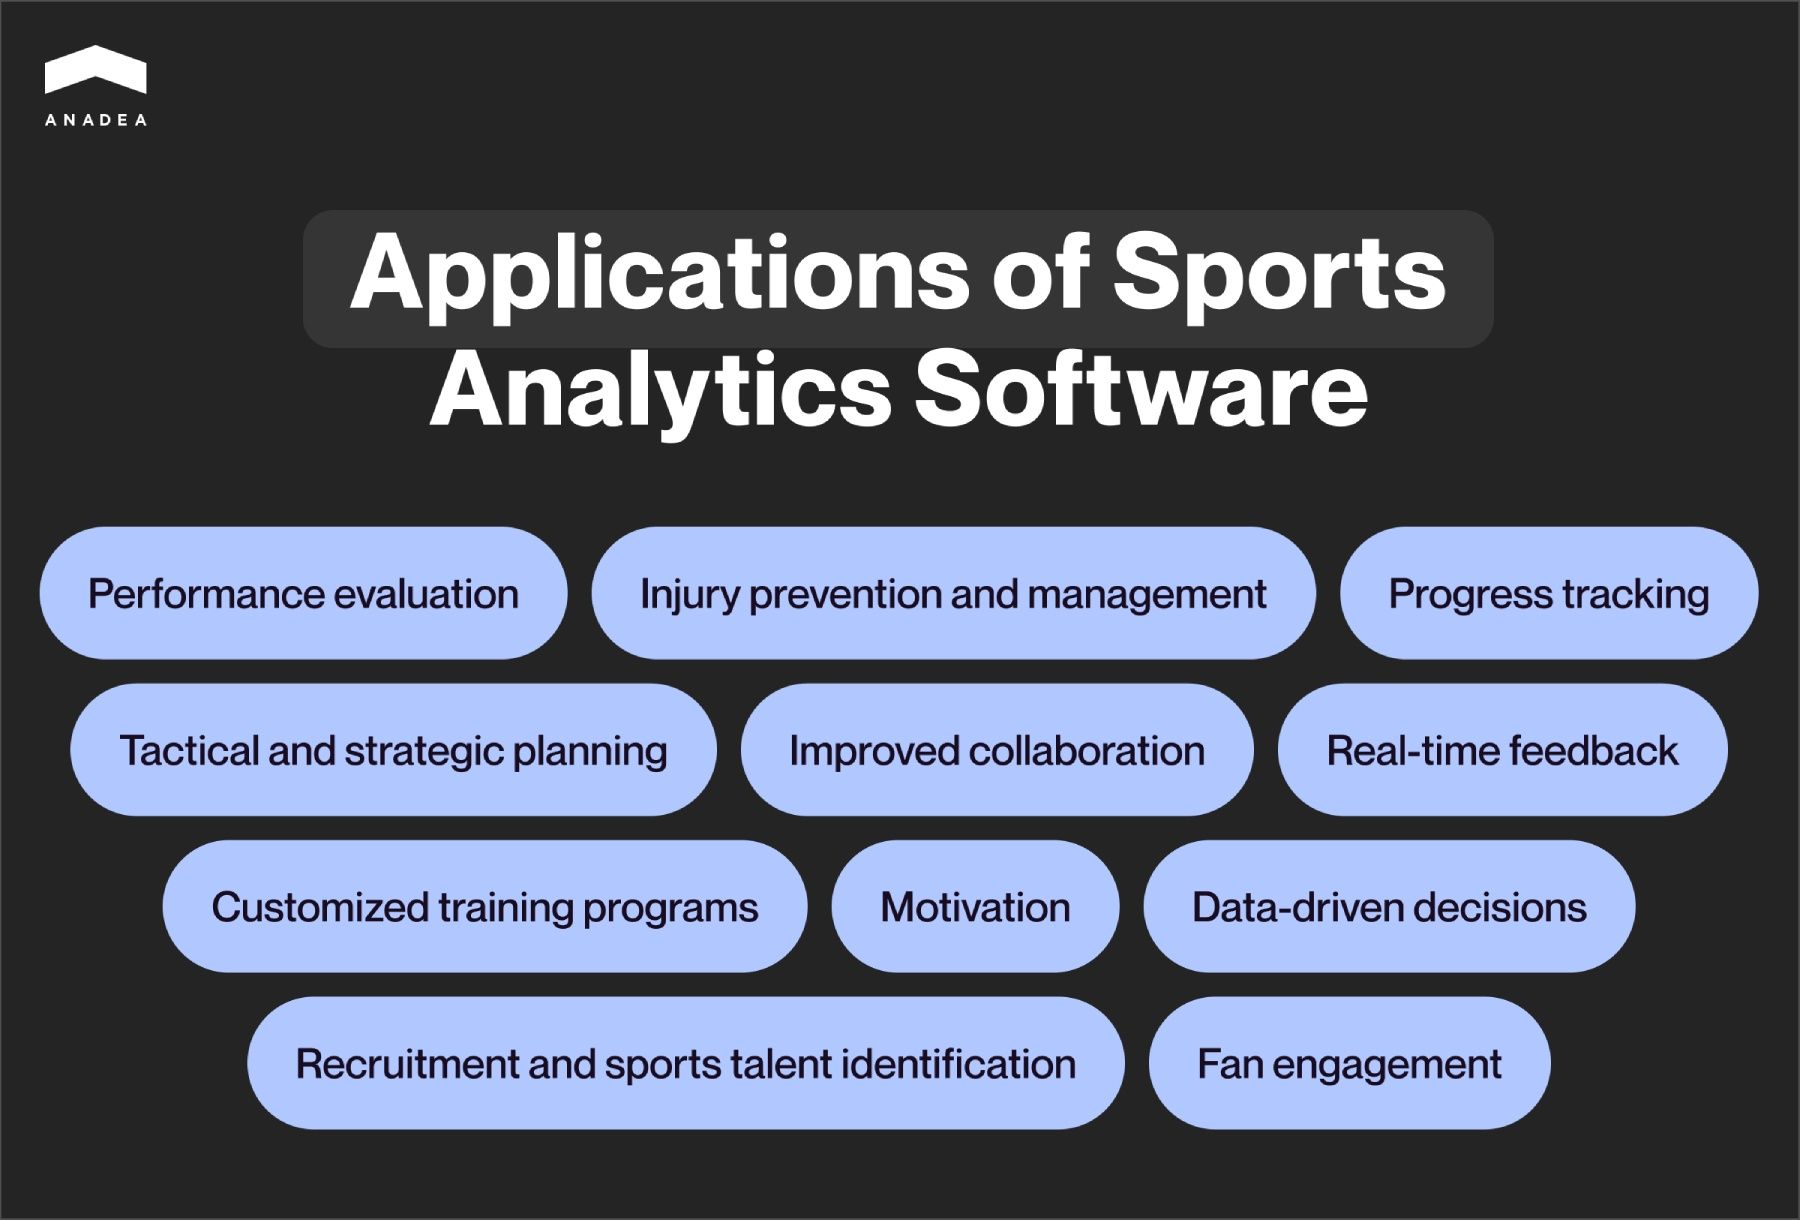 ANADEA
Applications of Sports
Analytics Software
Performance evaluation
Injury prevention and management
Progress tracking
Tactical and strategic planning
Improved collaboration
Real-time feedback
Customized training programs
Motivation
Data-driven decisions
Recruitment and sports talent identification
Fan engagement